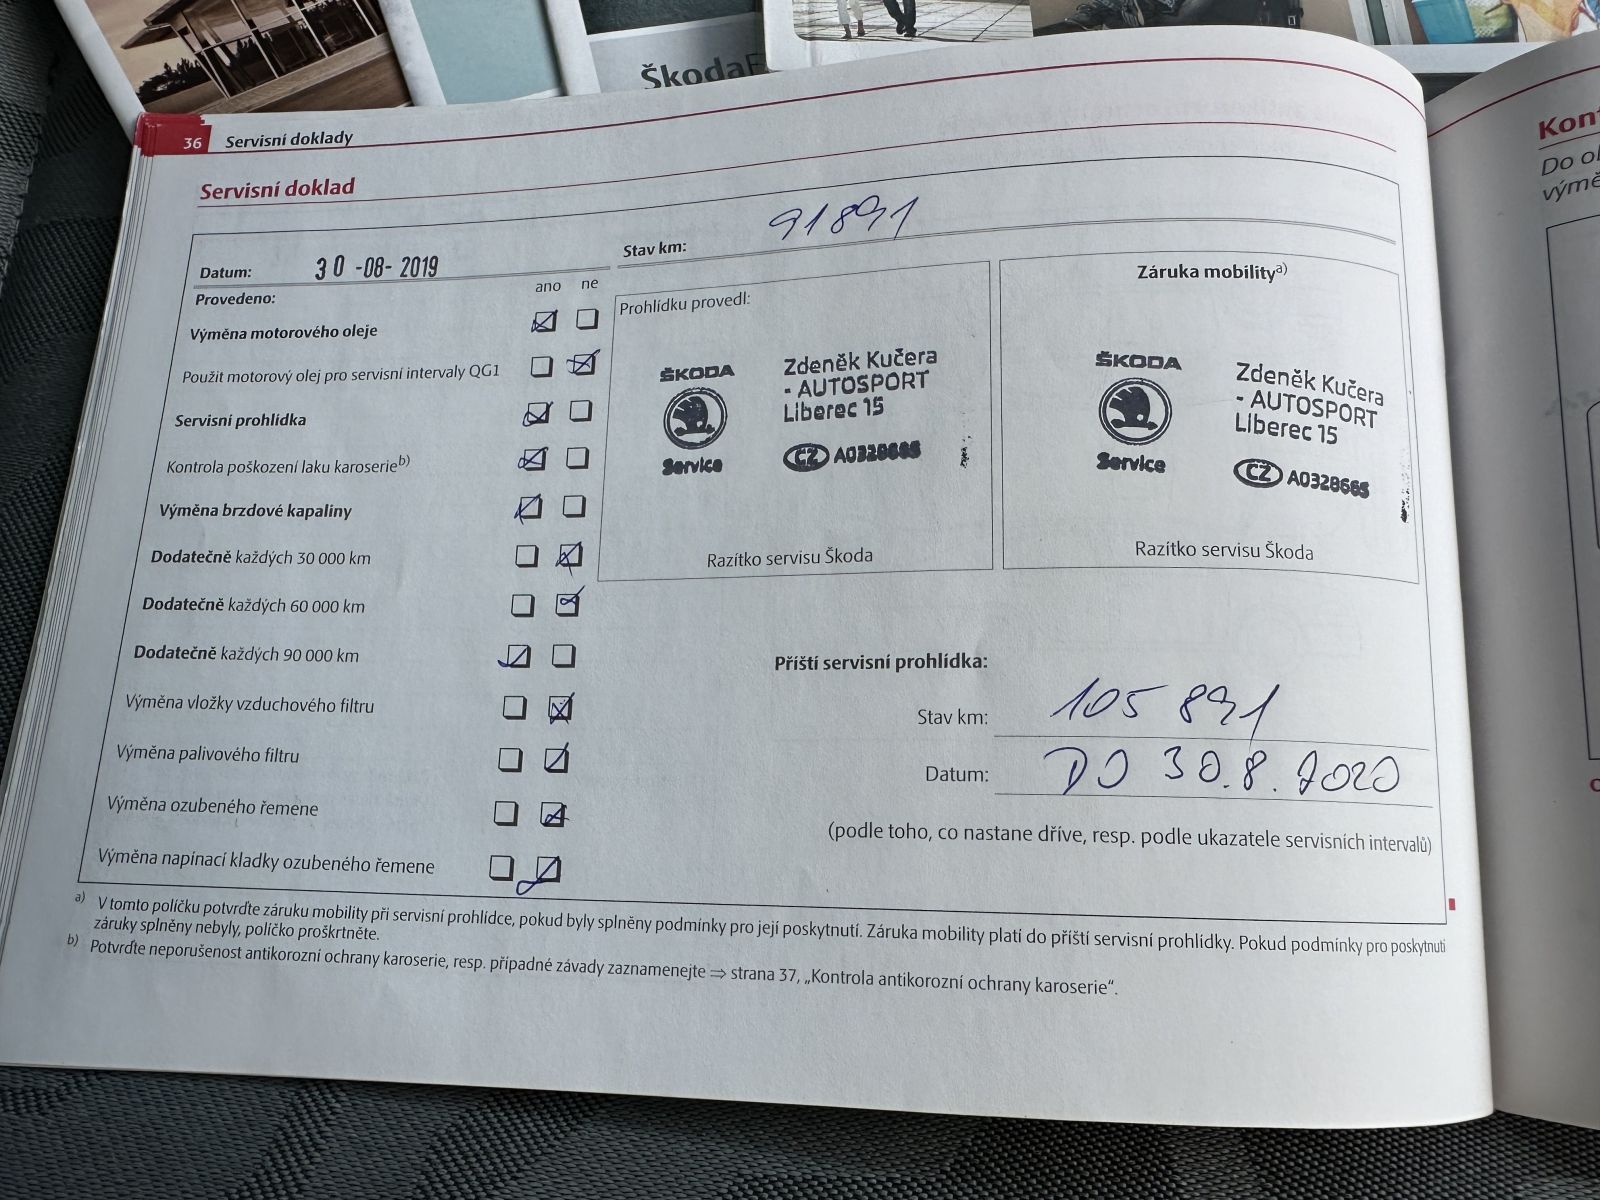 ŠkodaF
36 Servisní doklady
Servisní doklad
Datum: 30 -08- 2019
Stav km: 91891
Provedeno: ano ne
Výměna motorového oleje
Použit motorový olej pro servisní intervaly QG1
Servisní prohlídka
Kontrola poškození laku karoserie b)
Výměna brzdové kapaliny
Dodatečně každých 30 000 km
Dodatečně každých 60 000 km
Dodatečně každých 90 000 km
Výměna vložky vzduchového filtru
Výměna palivového filtru
Výměna ozubeného řemene
Výměna napínací kladky ozubeného řemene
Prohlídku provedl:
ŠKODA
Service
Zdeněk Kučera
- AUTOSPORT
Liberec 15
CZ A0328665
Razítko servisu Škoda
Záruka mobility a)
ŠKODA
Service
Zdeněk Kučera
- AUTOSPORT
Liberec 15
CZ A0328665
Razítko servisu Škoda
Příští servisní prohlídka:
Stav km: 105 891
Datum: DO 30.8.2020
(podle toho, co nastane dříve, resp. podle ukazatele servisních intervalů)
a) V tomto políčku potvrďte záruku mobility při servisní prohlídce, pokud byly splněny podmínky pro její poskytnutí. Záruka mobility platí do příští servisní prohlídky. Pokud podmínky pro poskytnutí
záruky splněny nebyly, políčko proškrtněte.
b) Potvrďte neporušenost antikorozní ochrany karoserie, resp. případné závady zaznamenejte ⇒ strana 37, „Kontrola antikorozní ochrany karoserie“.
Kon
Do o
výmě